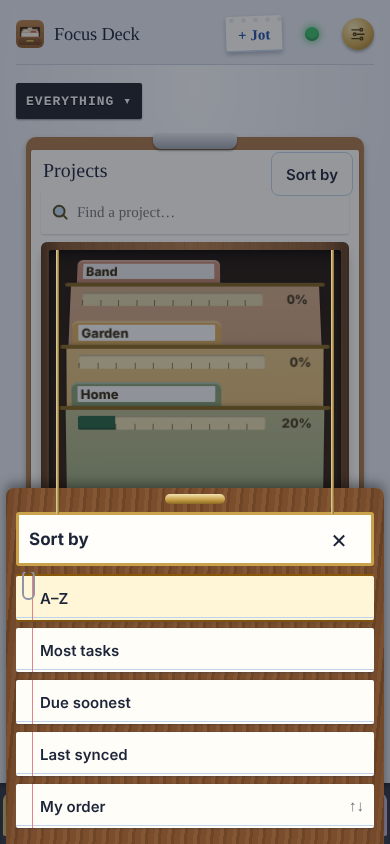 Focus Deck
+ Jot
EVERYTHING ▾
Projects
Sort by
Find a project…
Band
0%
Garden
0%
Home
20%
Sort by
×
A–Z
Most tasks
Due soonest
Last synced
My order ↑↓